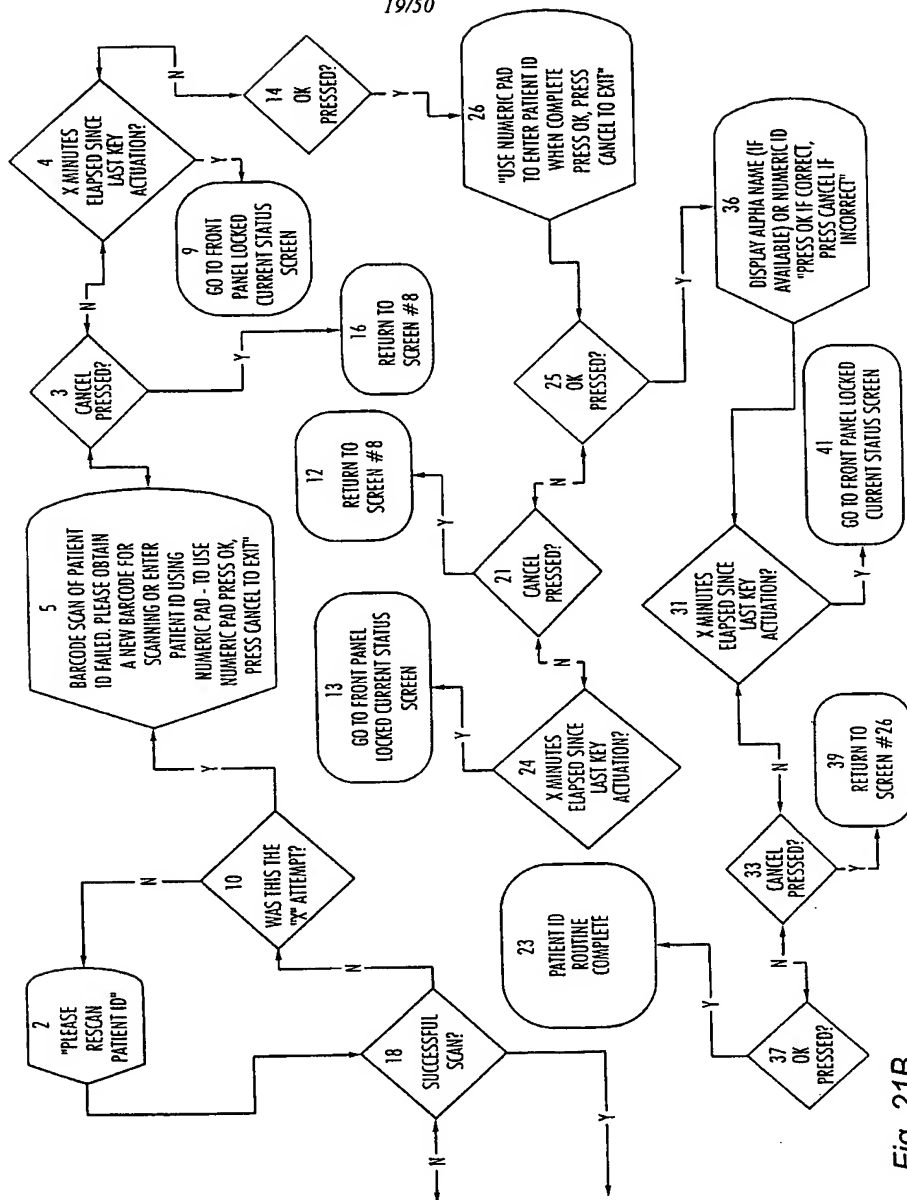 19/50
2
"PLEASE
RESCAN
PATIENT ID"
18
SUCCESSFUL
SCAN?
N
Y
N
10
WAS THIS THE
"X" ATTEMPT?
N
Y
5
BARCODE SCAN OF PATIENT
ID FAILED. PLEASE OBTAIN
A NEW BARCODE FOR
SCANNING OR ENTER
PATIENT ID USING
NUMERIC PAD - TO USE
NUMERIC PAD PRESS OK,
PRESS CANCEL TO EXIT"
3
CANCEL
PRESSED?
N
Y
16
RETURN TO
SCREEN #8
4
X MINUTES
ELAPSED SINCE
LAST KEY
ACTUATION?
Y
N
9
GO TO FRONT
PANEL LOCKED
CURRENT STATUS
SCREEN
14
OK
PRESSED?
Y
26
"USE NUMERIC PAD
TO ENTER PATIENT ID
WHEN COMPLETE
PRESS OK, PRESS
CANCEL TO EXIT"
25
OK
PRESSED?
N
Y
21
CANCEL
PRESSED?
Y
N
12
RETURN TO
SCREEN #8
24
X MINUTES
ELAPSED SINCE
LAST KEY
ACTUATION?
Y
13
GO TO FRONT PANEL
LOCKED CURRENT STATUS
SCREEN
36
DISPLAY ALPHA NAME (IF
AVAILABLE) OR NUMERIC ID
"PRESS OK IF CORRECT,
PRESS CANCEL IF
INCORRECT"
31
X MINUTES
ELAPSED SINCE
LAST KEY
ACTUATION?
Y
N
41
GO TO FRONT PANEL LOCKED
CURRENT STATUS SCREEN
33
CANCEL
PRESSED?
Y
N
39
RETURN TO
SCREEN #26
37
OK
PRESSED?
Y
23
PATIENT ID
ROUTINE
COMPLETE
Fig. 21B